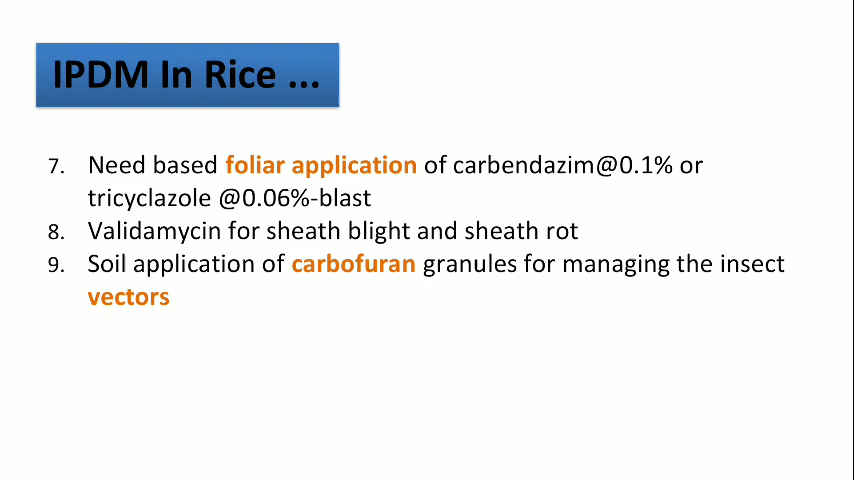 IPDM In Rice ...
7. Need based foliar application of carbendazim@0.1% or
tricyclazole @0.06%-blast
8. Validamycin for sheath blight and sheath rot
9. Soil application of carbofuran granules for managing the insect
vectors